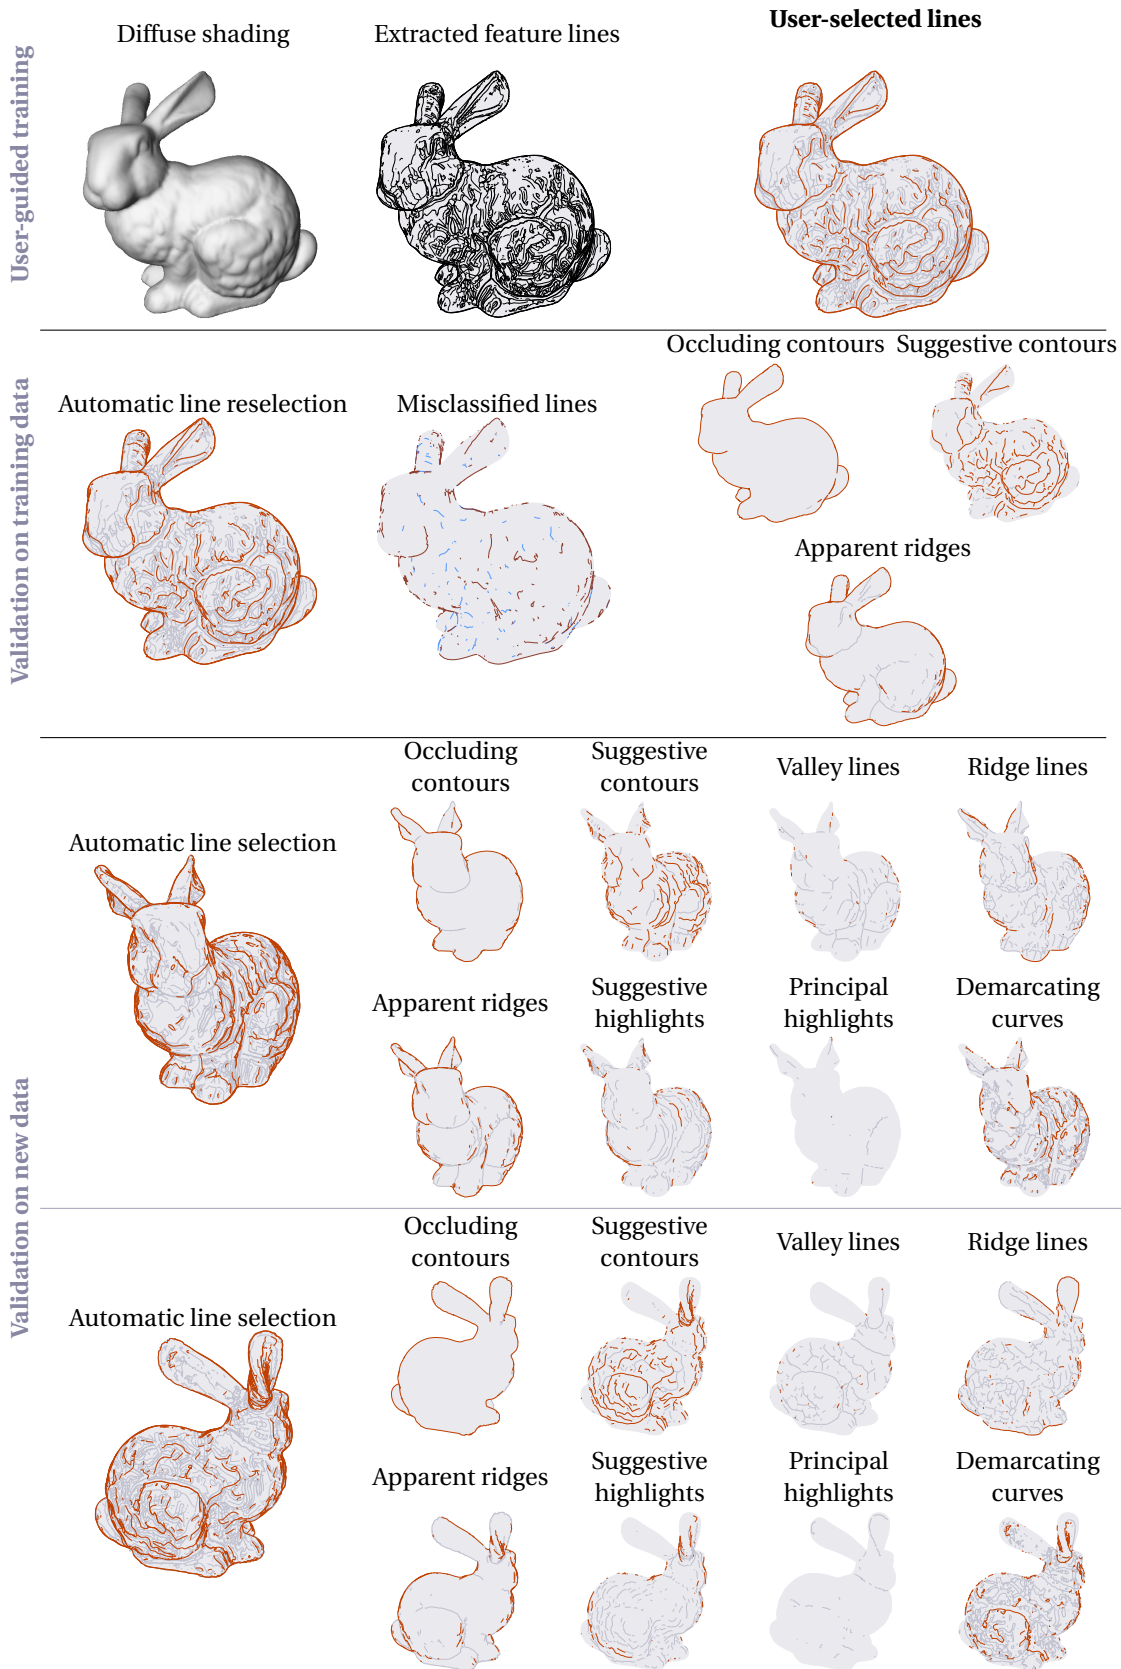 User-guided training
Diffuse shading
Extracted feature lines
User-selected lines
Validation on training data
Automatic line reselection
Misclassified lines
Occluding contours
Suggestive contours
Apparent ridges
Validation on new data
Automatic line selection
Occluding
contours
Suggestive
contours
Valley lines
Ridge lines
Apparent ridges
Suggestive
highlights
Principal
highlights
Demarcating
curves
Automatic line selection
Occluding
contours
Suggestive
contours
Valley lines
Ridge lines
Apparent ridges
Suggestive
highlights
Principal
highlights
Demarcating
curves